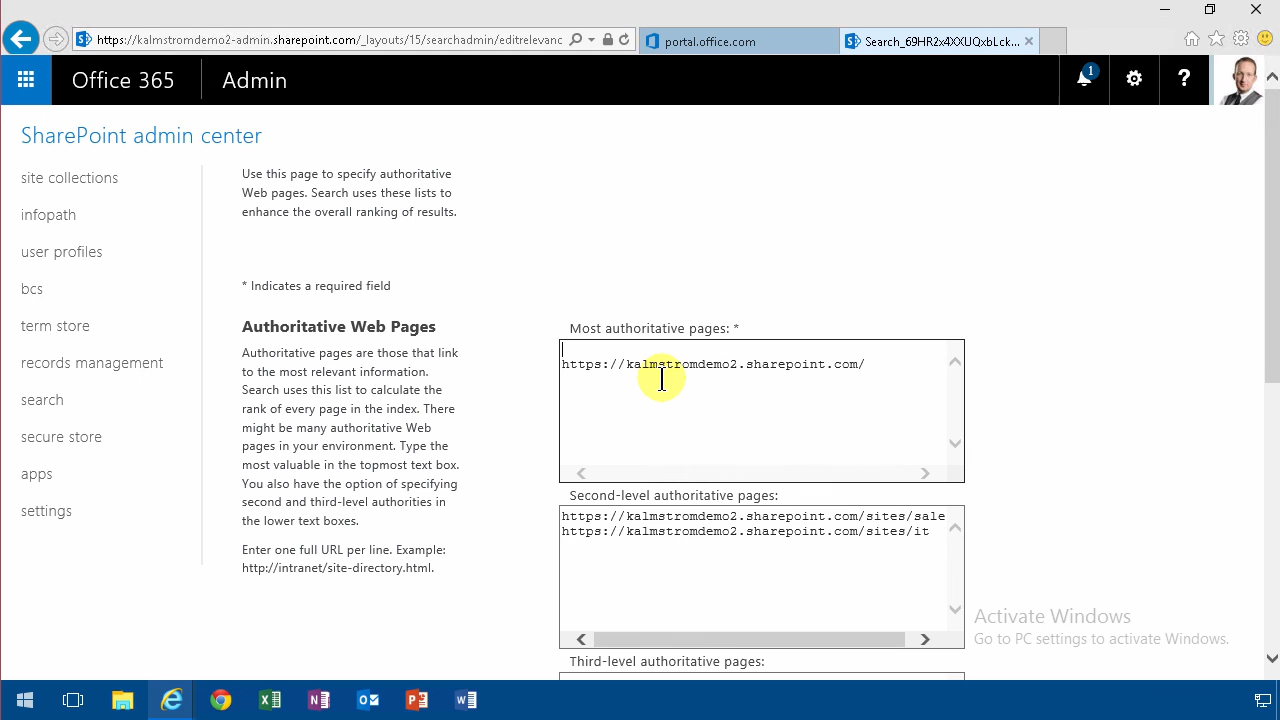 https://kalmstromdemo2-admin.sharepoint.com/_layouts/15/searchadmin/editrelevanc
portal.office.com
Search_69HR2x4XXUQxbLck...
Office 365
Admin
1
?
SharePoint admin center
site collections
infopath
user profiles
bcs
term store
records management
search
secure store
apps
settings
Use this page to specify authoritative
Web pages. Search uses these lists to
enhance the overall ranking of results.
* Indicates a required field
Authoritative Web Pages
Authoritative pages are those that link
to the most relevant information.
Search uses this list to calculate the
rank of every page in the index. There
might be many authoritative Web
pages in your environment. Type the
most valuable in the topmost text box.
You also have the option of specifying
second and third-level authorities in
the lower text boxes.
Enter one full URL per line. Example:
http://intranet/site-directory.html.
Most authoritative pages: *
https://kalmstromdemo2.sharepoint.com/
Second-level authoritative pages:
https://kalmstromdemo2.sharepoint.com/sites/sale
https://kalmstromdemo2.sharepoint.com/sites/it
Third-level authoritative pages:
Activate Windows
Go to PC settings to activate Windows.